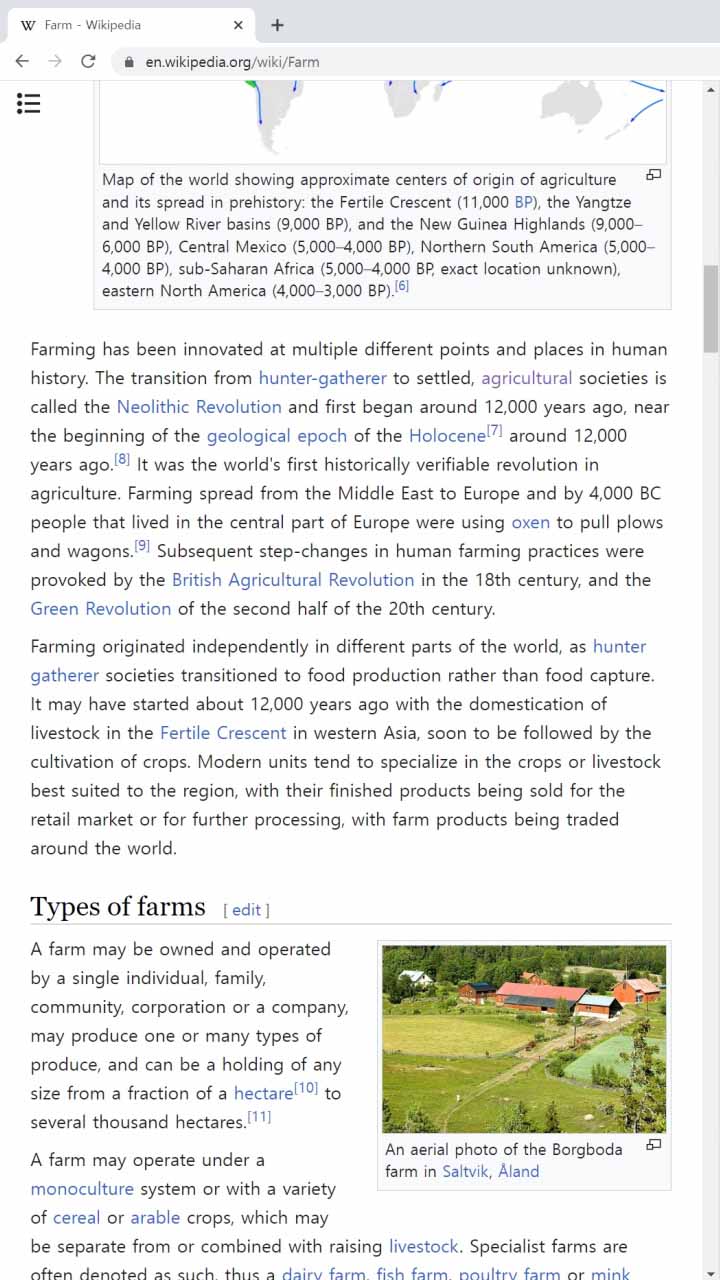 Farm - Wikipedia
en.wikipedia.org/wiki/Farm
Map of the world showing approximate centers of origin of agriculture
and its spread in prehistory: the Fertile Crescent (11,000 BP), the Yangtze
and Yellow River basins (9,000 BP), and the New Guinea Highlands (9,000–
6,000 BP), Central Mexico (5,000–4,000 BP), Northern South America (5,000–
4,000 BP), sub-Saharan Africa (5,000–4,000 BP, exact location unknown),
eastern North America (4,000–3,000 BP).[6]
Farming has been innovated at multiple different points and places in human
history. The transition from hunter-gatherer to settled, agricultural societies is
called the Neolithic Revolution and first began around 12,000 years ago, near
the beginning of the geological epoch of the Holocene[7] around 12,000
years ago.[8] It was the world's first historically verifiable revolution in
agriculture. Farming spread from the Middle East to Europe and by 4,000 BC
people that lived in the central part of Europe were using oxen to pull plows
and wagons.[9] Subsequent step-changes in human farming practices were
provoked by the British Agricultural Revolution in the 18th century, and the
Green Revolution of the second half of the 20th century.
Farming originated independently in different parts of the world, as hunter
gatherer societies transitioned to food production rather than food capture.
It may have started about 12,000 years ago with the domestication of
livestock in the Fertile Crescent in western Asia, soon to be followed by the
cultivation of crops. Modern units tend to specialize in the crops or livestock
best suited to the region, with their finished products being sold for the
retail market or for further processing, with farm products being traded
around the world.
Types of farms [ edit ]
A farm may be owned and operated
by a single individual, family,
community, corporation or a company,
may produce one or many types of
produce, and can be a holding of any
size from a fraction of a hectare[10] to
several thousand hectares.[11]
An aerial photo of the Borgboda
farm in Saltvik, Åland
A farm may operate under a
monoculture system or with a variety
of cereal or arable crops, which may
be separate from or combined with raising livestock. Specialist farms are
often denoted as such, thus a dairy farm, fish farm, poultry farm or mink